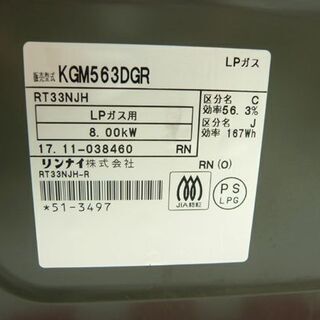 販売型式 KGM563DGR
LPガス
RT33NJH
LPガス用
8.00kW
区分名 C
効率56.3%
区分名 J
効率 167Wh
17.11-038460 RN
リンナイ株式会社
RN(O)
RT33NJH-R
*51-3497
JIA認証
PS
LPG